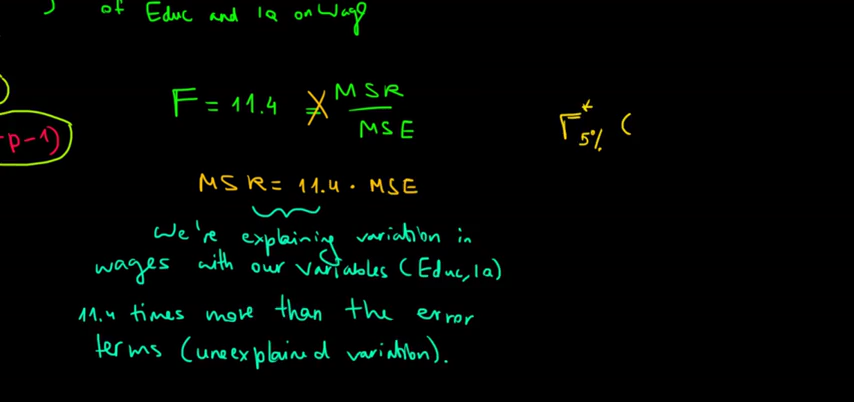 of Educ and IQ on Wage
F = 11.4 = MSR
MSE
-p-1)
F*5% (
MSR = 11.4 · MSE
We're explaining variation in
wages with our variables (Educ, IQ)
11.4 times more than the error
terms (uneexplained variation).